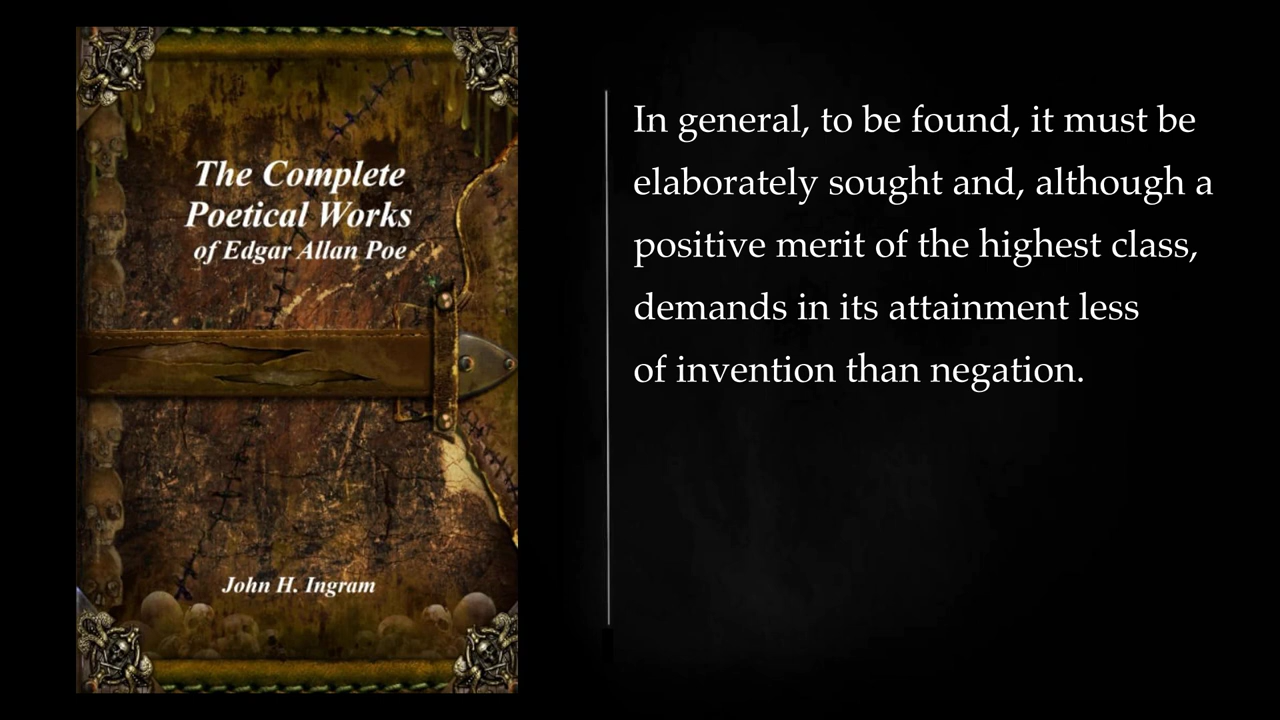 The Complete
Poetical Works
of Edgar Allan Poe
John H. Ingram
In general, to be found, it must be
elaborately sought and, although a
positive merit of the highest class,
demands in its attainment less
of invention than negation.